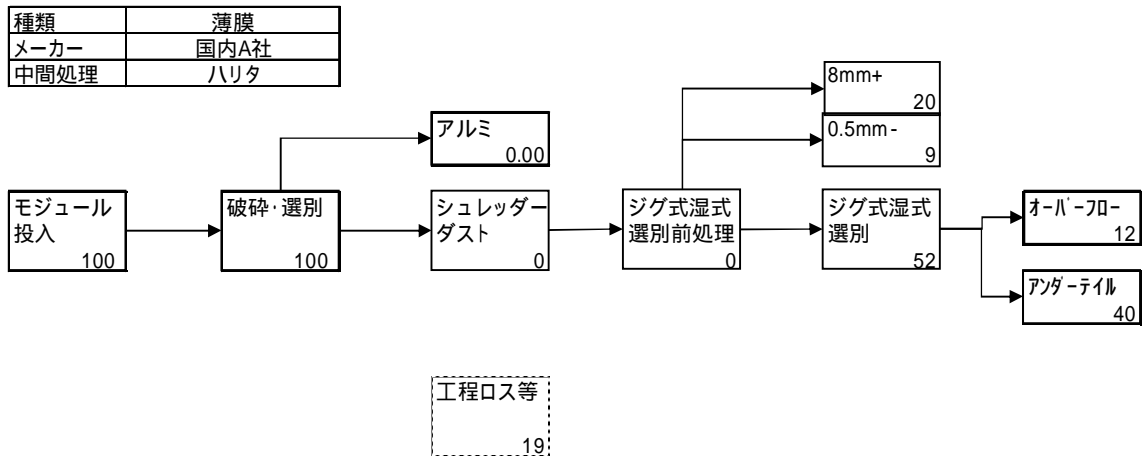 種類 薄膜
メーカー 国内A社
中間処理 ハリタ
8mm+
20
0.5mm-
9
アルミ
0.00
モジュール
投入
100
破砕・選別
100
シュレッダー
ダスト
0
ジグ式湿式
選別前処理
0
ジグ式湿式
選別
52
オーバーフロー
12
アンダーテイル
40
工程ロス等
19